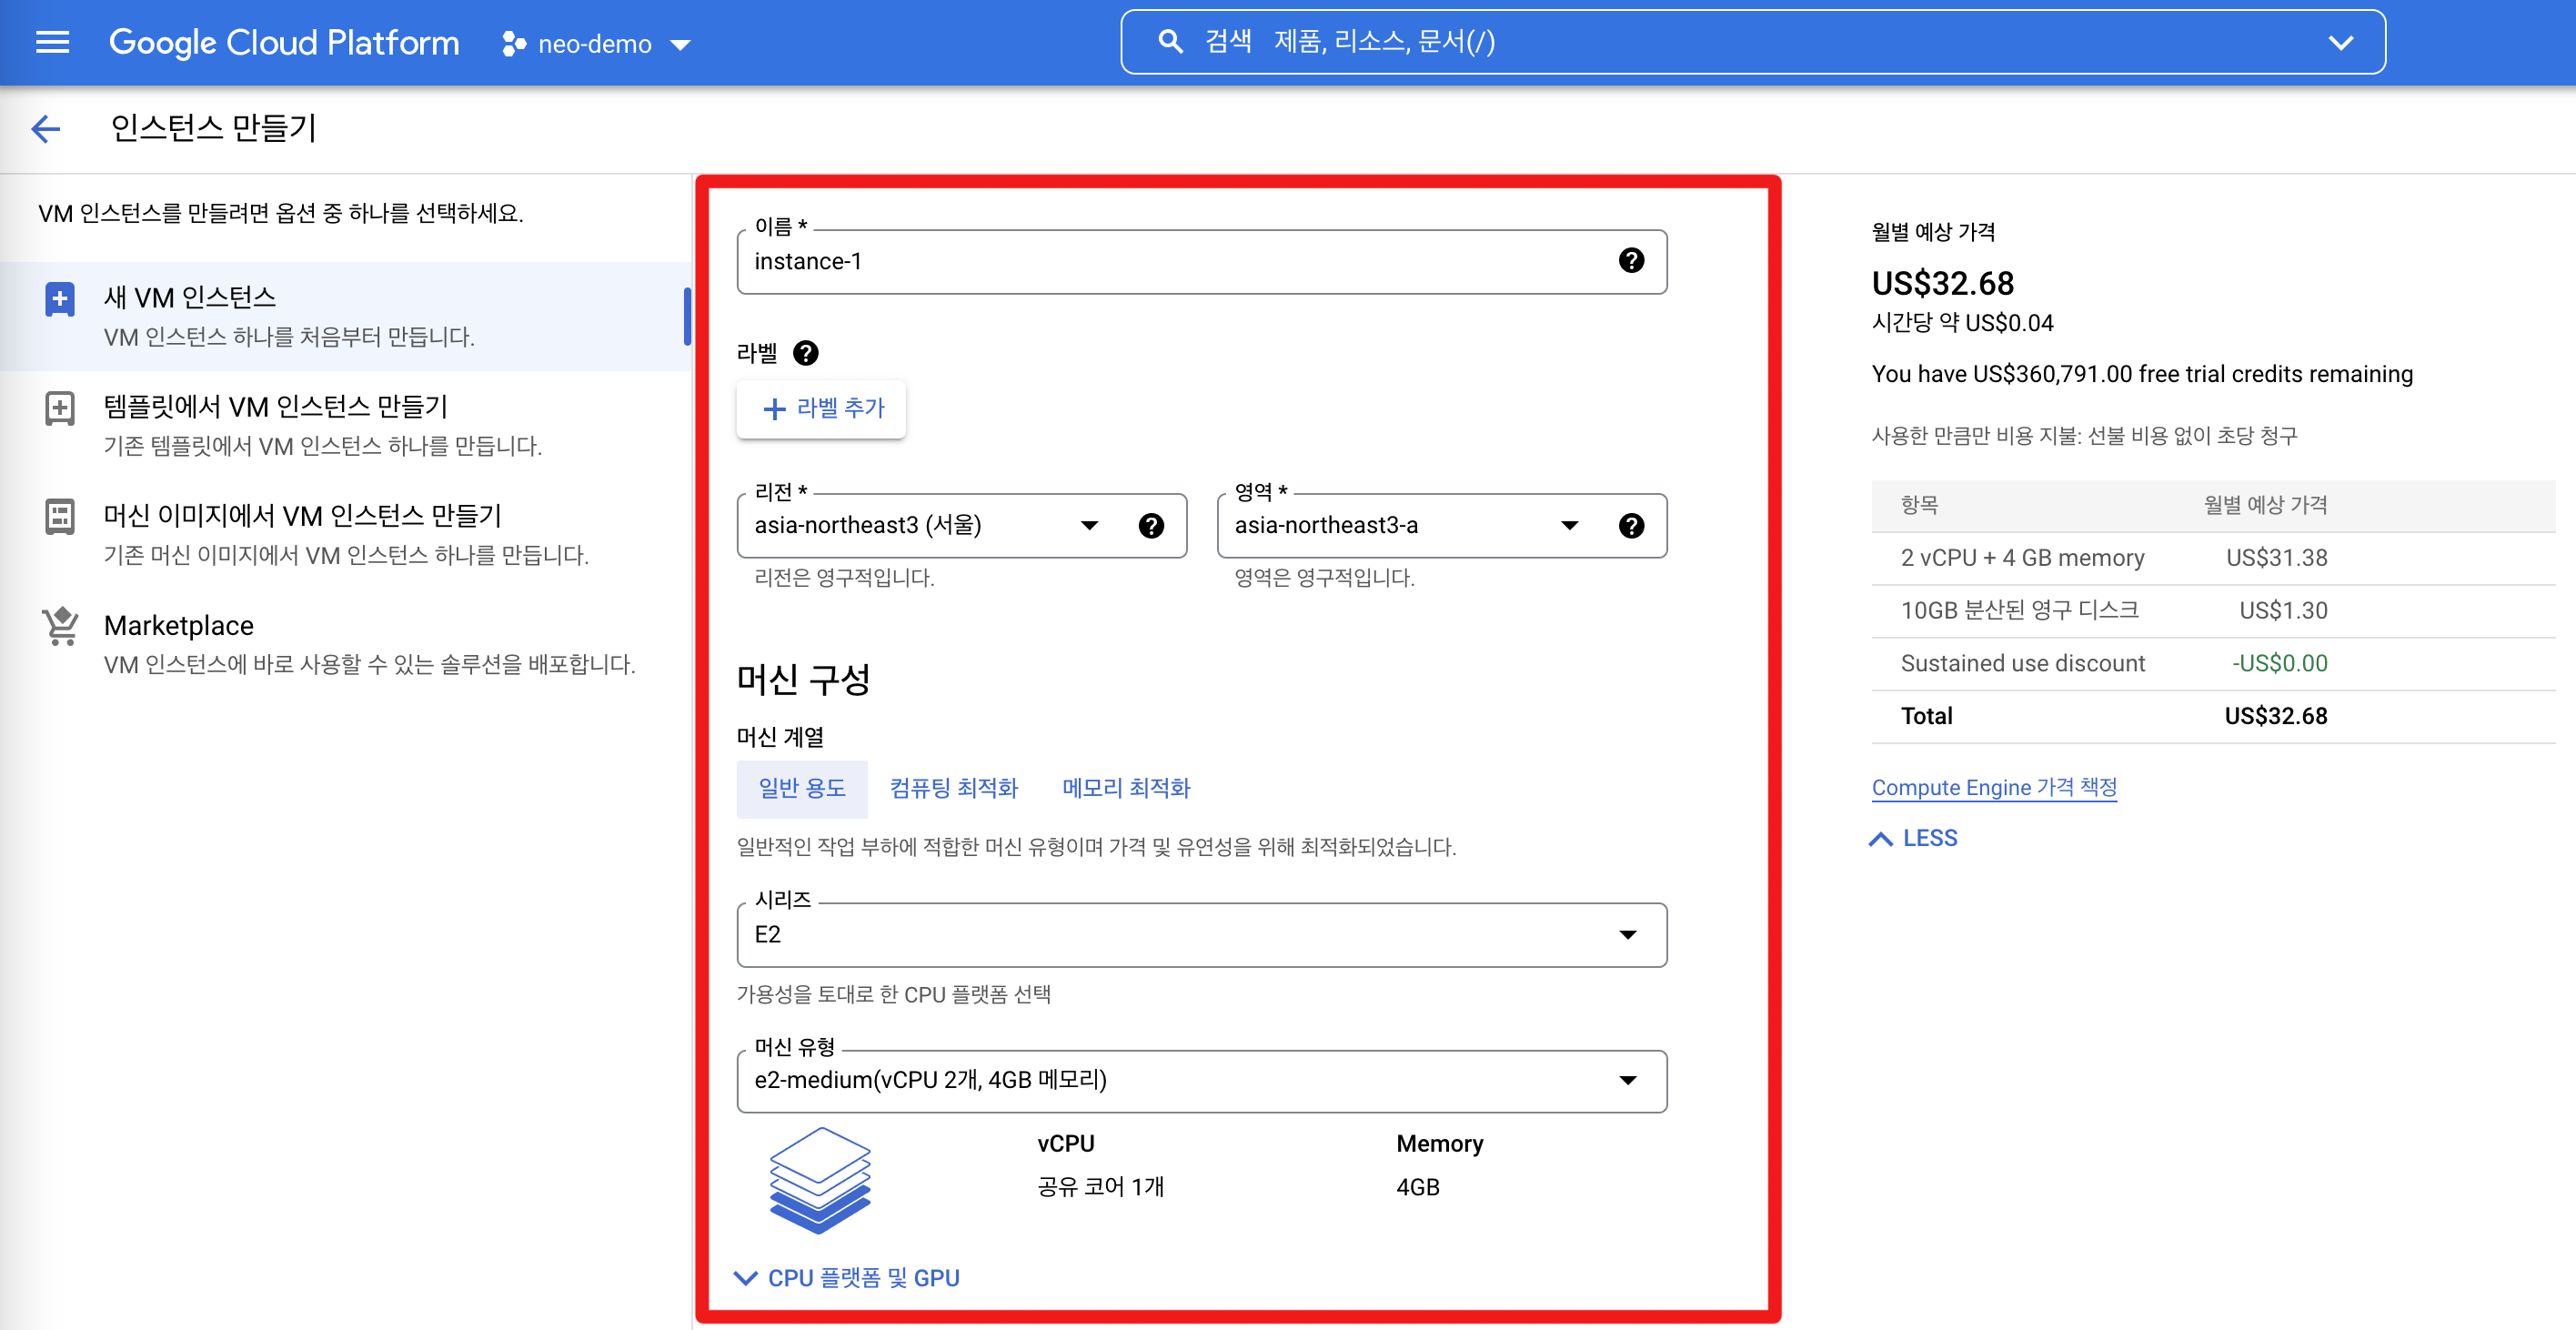 Google Cloud Platform
neo-demo
검색 제품, 리소스, 문서(/)
인스턴스 만들기
VM 인스턴스를 만들려면 옵션 중 하나를 선택하세요.
새 VM 인스턴스
VM 인스턴스 하나를 처음부터 만듭니다.
템플릿에서 VM 인스턴스 만들기
기존 템플릿에서 VM 인스턴스 하나를 만듭니다.
머신 이미지에서 VM 인스턴스 만들기
기존 머신 이미지에서 VM 인스턴스 하나를 만듭니다.
Marketplace
VM 인스턴스에 바로 사용할 수 있는 솔루션을 배포합니다.
이름 *
instance-1
라벨
라벨 추가
리전 *
asia-northeast3 (서울)
리전은 영구적입니다.
영역 *
asia-northeast3-a
영역은 영구적입니다.
머신 구성
머신 계열
일반 용도 컴퓨팅 최적화 메모리 최적화
일반적인 작업 부하에 적합한 머신 유형이며 가격 및 유연성을 위해 최적화되었습니다.
시리즈
E2
가용성을 토대로 한 CPU 플랫폼 선택
머신 유형
e2-medium(vCPU 2개, 4GB 메모리)
vCPU Memory
공유 코어 1개 4GB
CPU 플랫폼 및 GPU
월별 예상 가격
US$32.68
시간당 약 US$0.04
You have US$360,791.00 free trial credits remaining
사용한 만큼만 비용 지불: 선불 비용 없이 초당 청구
항목 월별 예상 가격
2 vCPU + 4 GB memory US$31.38
10GB 분산된 영구 디스크 US$1.30
Sustained use discount -US$0.00
Total US$32.68
Compute Engine 가격 책정
LESS